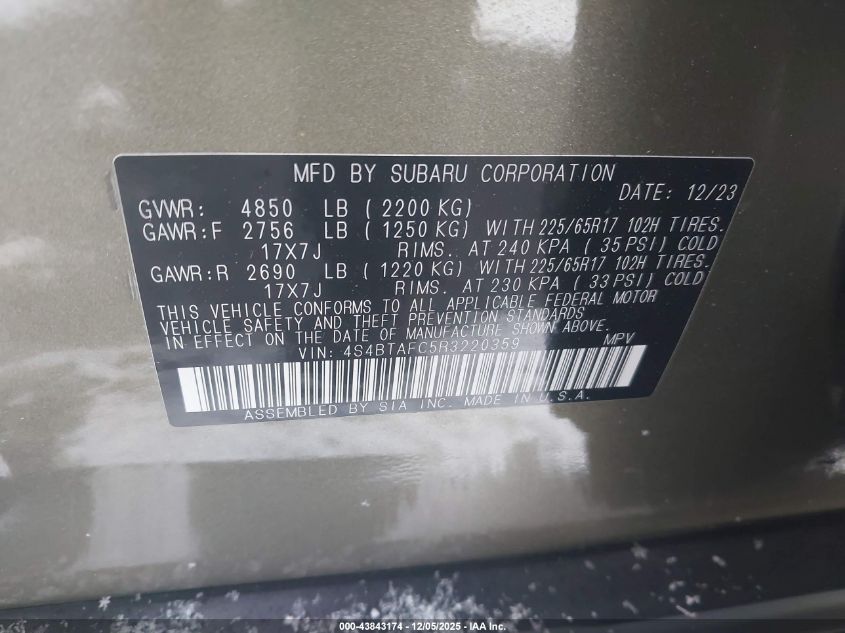 MFD BY SUBARU CORPORATION
DATE: 12/23
GVWR: 4850 LB ( 2200 KG)
GAWR:F 2756 LB ( 1250 KG) WITH 225/65R17 102H TIRES.
17X7J RIMS. AT 240 KPA ( 35 PSI) COLD
GAWR:R 2690 LB ( 1220 KG) WITH 225/65R17 102H TIRES.
17X7J RIMS. AT 230 KPA ( 33 PSI) COLD
THIS VEHICLE CONFORMS TO ALL APPLICABLE FEDERAL MOTOR
VEHICLE SAFETY AND THEFT PREVENTION STANDARDS
IN EFFECT ON THE DATE OF MANUFACTURE SHOWN ABOVE.
VIN: 4S4BTAFC5R3220359 MPV
ASSEMBLED BY SIA INC. MADE IN U.S.A.
000-43843174 - 12/05/2025 - IAA Inc.